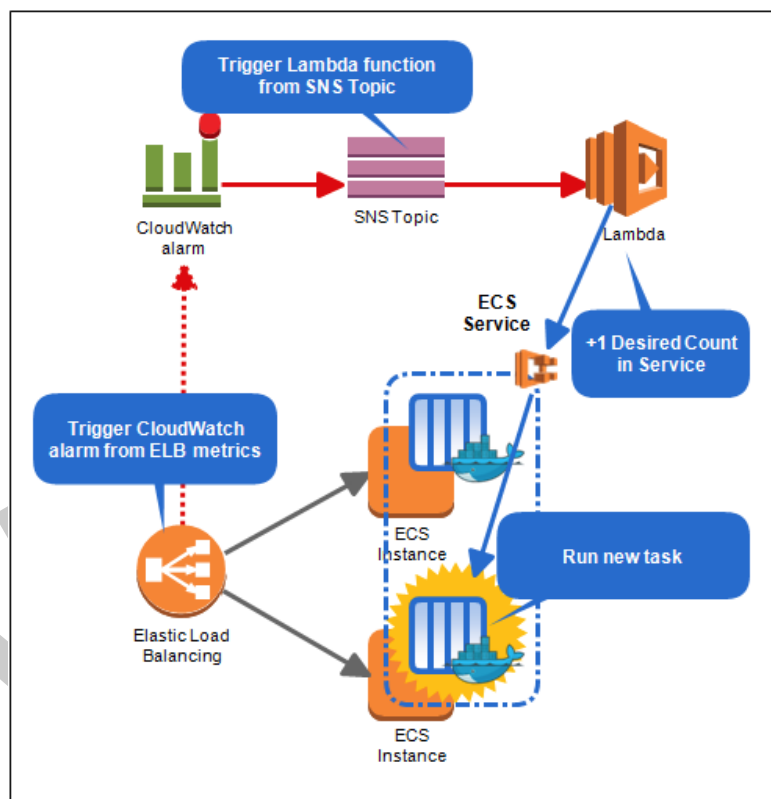 Trigger Lambda function
from SNS Topic
CloudWatch
alarm
SNS Topic
Lambda
ECS
Service
+1 Desired Count
in Service
Trigger CloudWatch
alarm from ELB metrics
ECS
Instance
Run new task
Elastic Load
Balancing
ECS
Instance